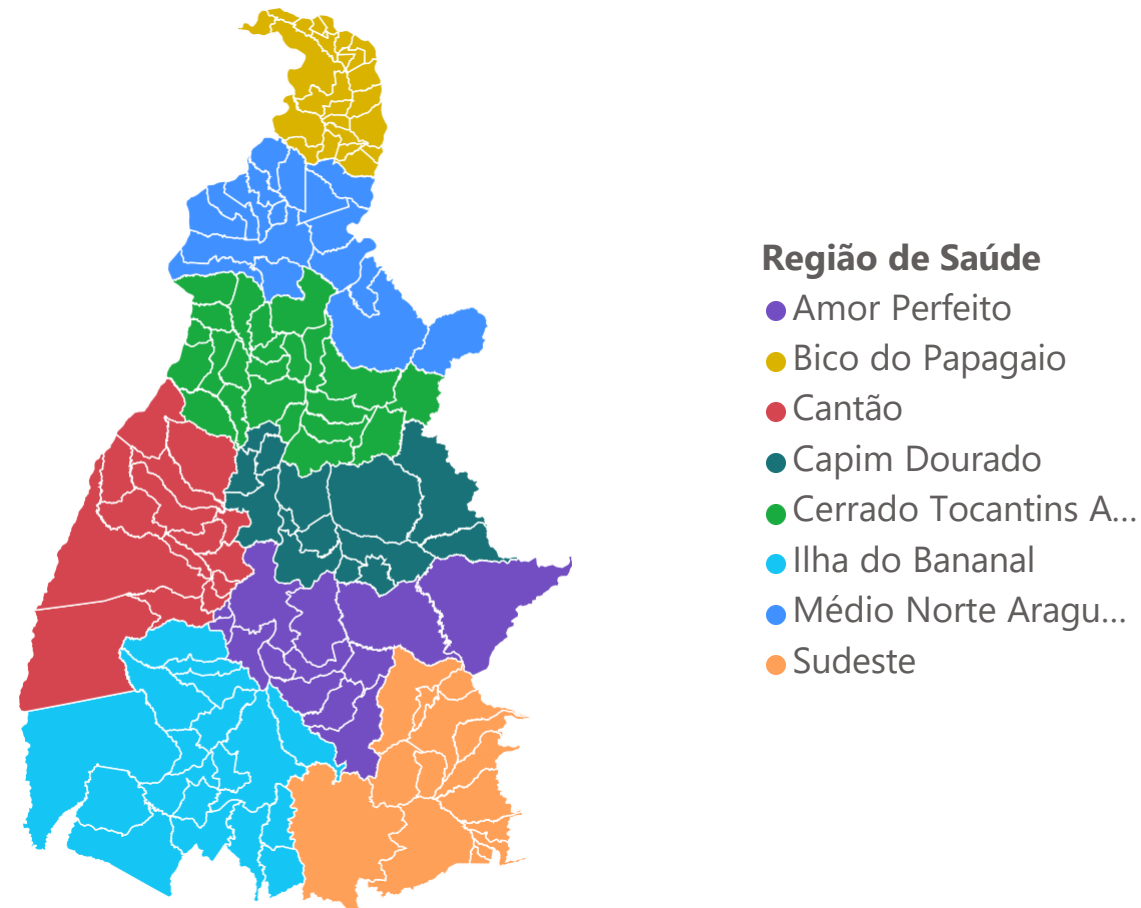 Região de Saúde
Amor Perfeito
Bico do Papagaio
Cantão
Capim Dourado
Cerrado Tocantins A...
Ilha do Bananal
Médio Norte Aragu...
Sudeste